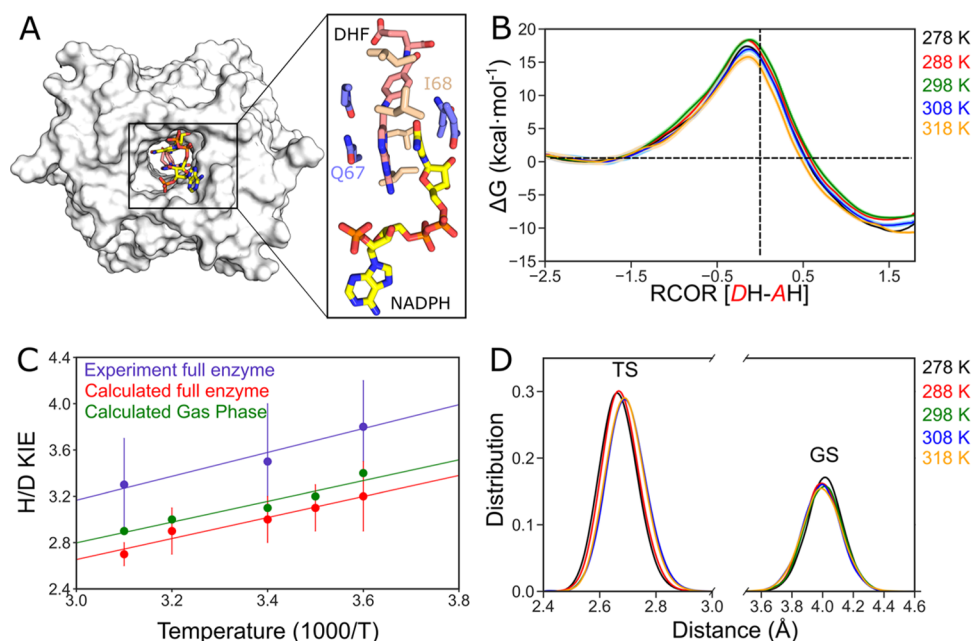 A
DHF
I68
Q67
NADPH
B
ΔG (kcal·mol⁻¹)
20
15
10
5
0
−5
−10
−15
−2.5
−1.5
−0.5
0.5
1.5
RCOR [DH-AH]
278 K
288 K
298 K
308 K
318 K
C
H/D KIE
4.4
4.0
3.6
3.2
2.8
2.4
Experiment full enzyme
Calculated full enzyme
Calculated Gas Phase
3.0
3.2
3.4
3.6
3.8
Temperature (1000/T)
D
Distribution
0.3
0.2
0.1
0.0
TS
GS
2.4
2.6
2.8
3.0
3.6
3.8
4.0
4.2
4.4
4.6
Distance (Å)
278 K
288 K
298 K
308 K
318 K